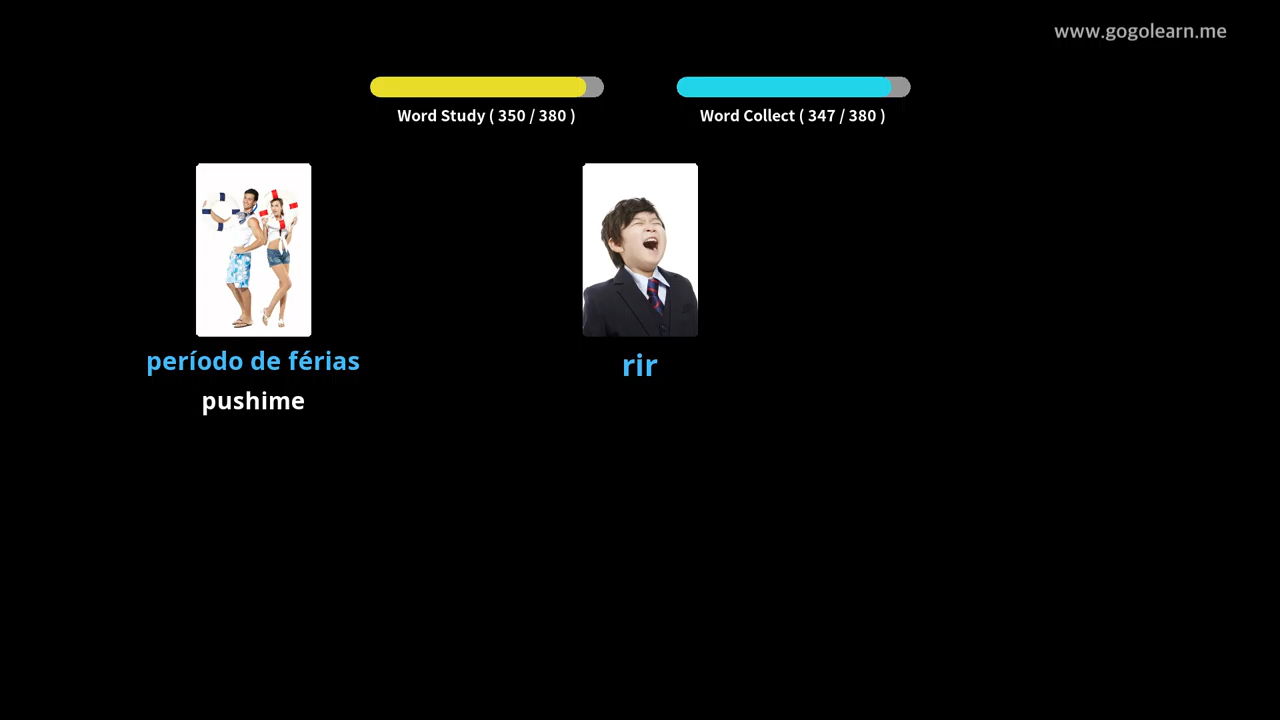 www.gogolearn.me
Word Study ( 350 / 380 )
Word Collect ( 347 / 380 )
período de férias
pushime
rir